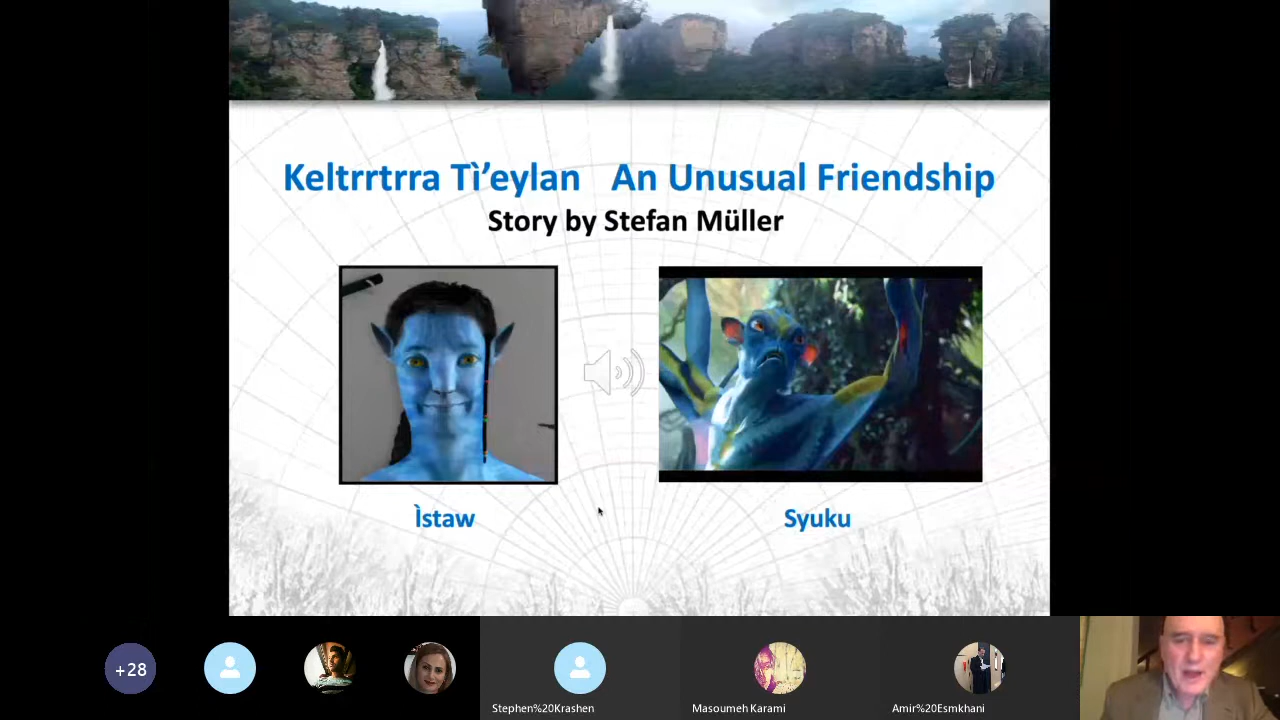 Keltrrtrra Tì’eylan An Unusual Friendship
Story by Stefan Müller
Ìstaw
Syuku
+28
Stephen%20Krashen
Masoumeh Karami
Amir%20Esmkhani